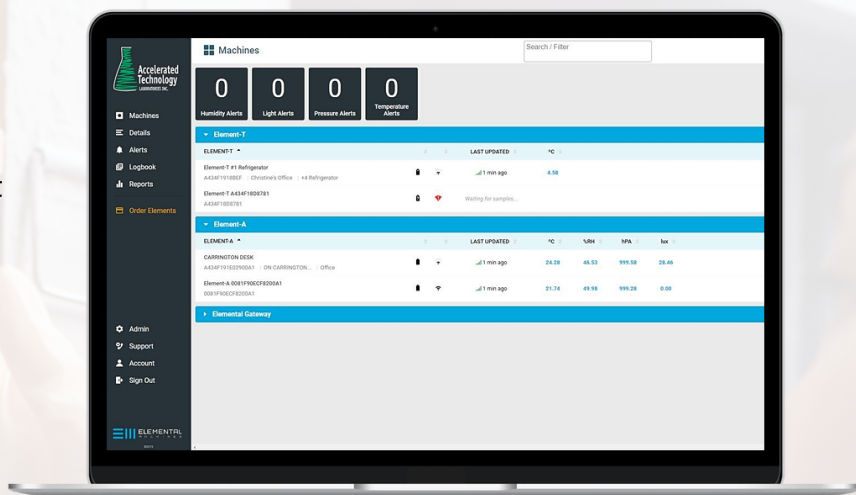 Accelerated
Technology
LABORATORIES INC.
Machines
Details
Alerts
Logbook
Reports
Order Elements
Admin
Support
Account
Sign Out
ELEMENTAL
MACHINES
Machines
Search / Filter
0 0 0 0
Humidity Alerts Light Alerts Pressure Alerts Temperature Alerts
Element-T
ELEMENT-T LAST UPDATED °C
Element-T #1 Refrigerator 1 min ago 4.58
Christine's Office +4 Refrigerator
Element-T A434F18D8781 Waiting for samples...
A434F18D8781
Element-A
ELEMENT-A LAST UPDATED °C %RH hPA lux
CARRINGTON DESK 1 min ago 24.28 46.53 999.58 28.46
A434F191E02900A1 ON CARRINGTON... Office
Element-A 0081F90ECF8200A1 1 min ago 21.74 49.98 999.28 0.00
0081F90ECF8200A1
Elemental Gateway